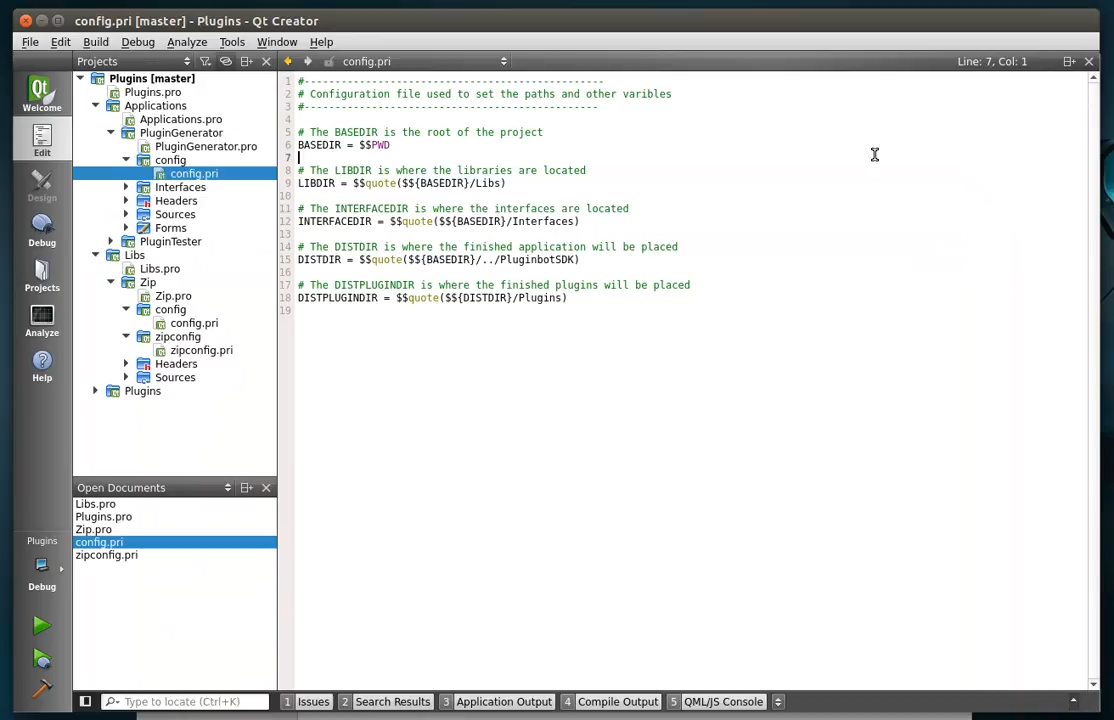 config.pri [master] - Plugins - Qt Creator
File Edit Build Debug Analyze Tools Window Help
Projects
config.pri
Line: 7, Col: 1
Welcome
Edit
Design
Debug
Projects
Analyze
Help
Plugins
Debug
Plugins [master]
Plugins.pro
Applications
Applications.pro
PluginGenerator
PluginGenerator.pro
config
config.pri
Interfaces
Headers
Sources
Forms
PluginTester
Libs
Libs.pro
Zip
Zip.pro
config
config.pri
zipconfig
zipconfig.pri
Headers
Sources
Plugins
Open Documents
Libs.pro
Plugins.pro
Zip.pro
config.pri
zipconfig.pri
1 #-------------------------------------------------
2 # Configuration file used to set the paths and other varibles
3 #------------------------------------------------
4
5 # The BASEDIR is the root of the project
6 BASEDIR = $$PWD
7
8 # The LIBDIR is where the libraries are located
9 LIBDIR = $$quote($${BASEDIR}/Libs)
10
11 # The INTERFACEDIR is where the interfaces are located
12 INTERFACEDIR = $$quote($${BASEDIR}/Interfaces)
13
14 # The DISTDIR is where the finished application will be placed
15 DISTDIR = $$quote($${BASEDIR}/../PluginbotSDK)
16
17 # The DISTPLUGINDIR is where the finished plugins will be placed
18 DISTPLUGINDIR = $$quote($${DISTDIR}/Plugins)
19
Type to locate (Ctrl+K)
1 Issues 2 Search Results 3 Application Output 4 Compile Output 5 QML/JS Console